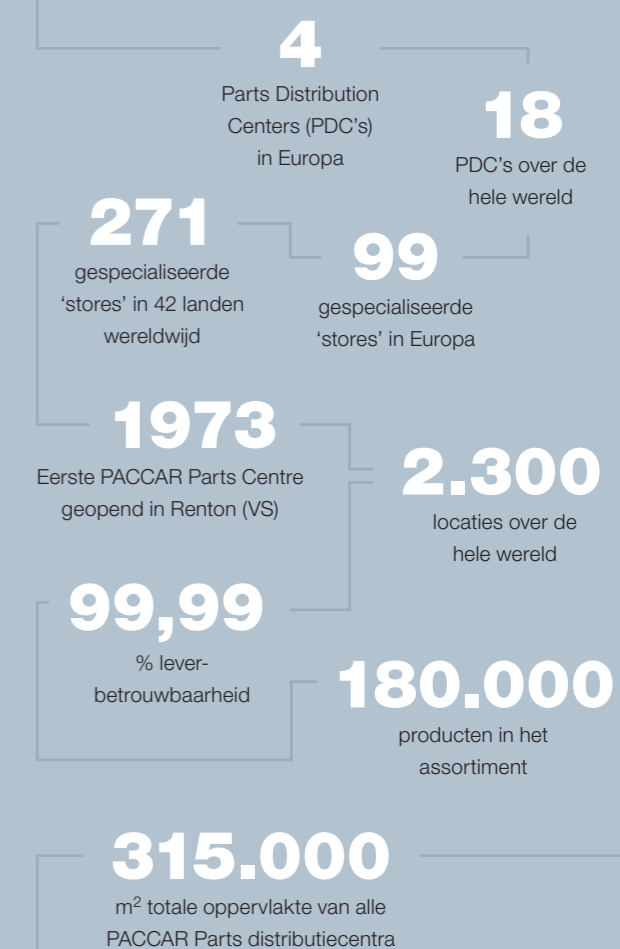 4
Parts Distribution
Centers (PDC's)
in Europa
18
PDC's over de
hele wereld
271
gespecialiseerde
‘stores’ in 42 landen
wereldwijd
99
gespecialiseerde
‘stores’ in Europa
1973
Eerste PACCAR Parts Centre
geopend in Renton (VS)
2.300
locaties over de
hele wereld
99,99
% lever-
betrouwbaarheid
180.000
producten in het
assortiment
315.000
m² totale oppervlakte van alle
PACCAR Parts distributiecentra